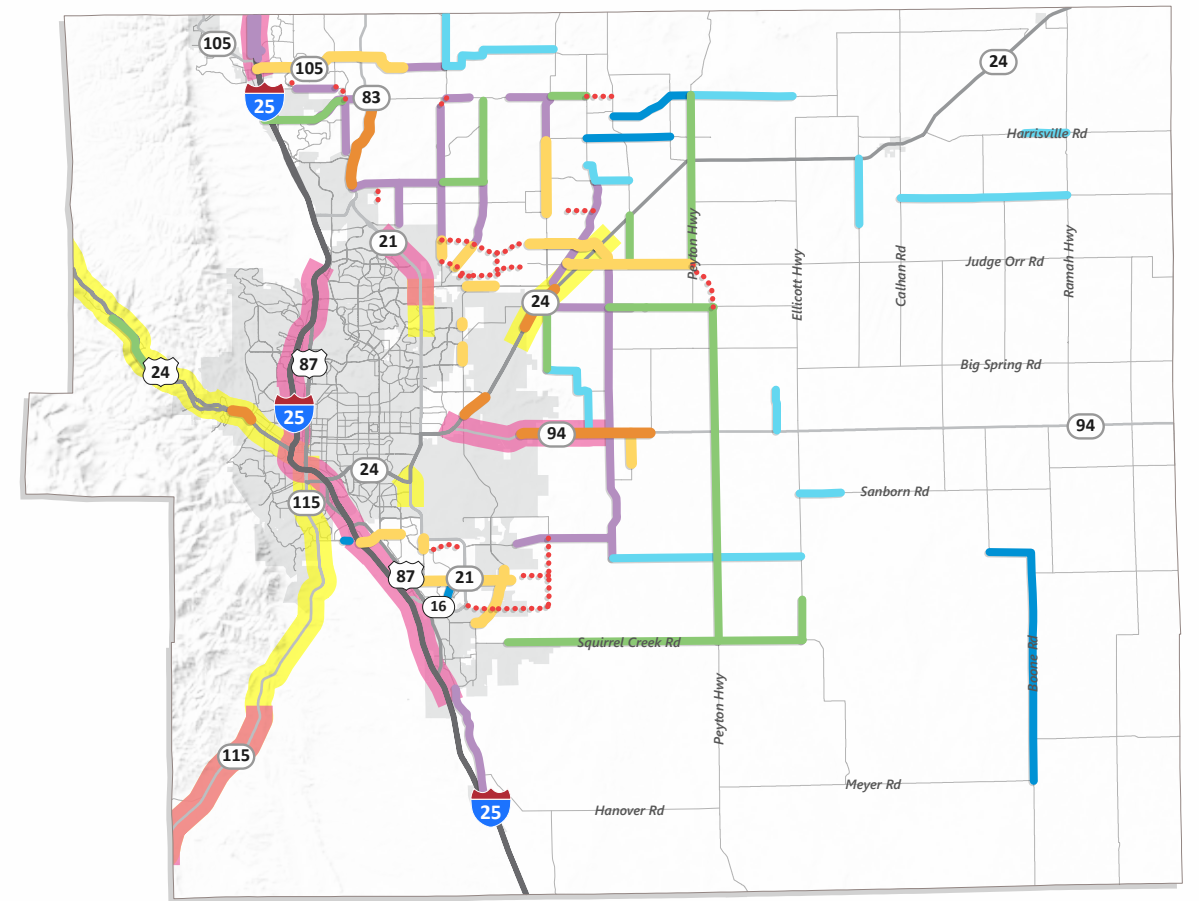 105
24
105
25
83
Harrisville Rd
21
Peyton Hwy
Ellicott Hwy
Calhan Rd
Judge Orr Rd
Ramah Hwy
24
87
24
Big Spring Rd
25
94
94
24
115
Sanborn Rd
87
21
16
Squirrel Creek Rd
Boone Rd
Peyton Hwy
115
Meyer Rd
25
Hanover Rd